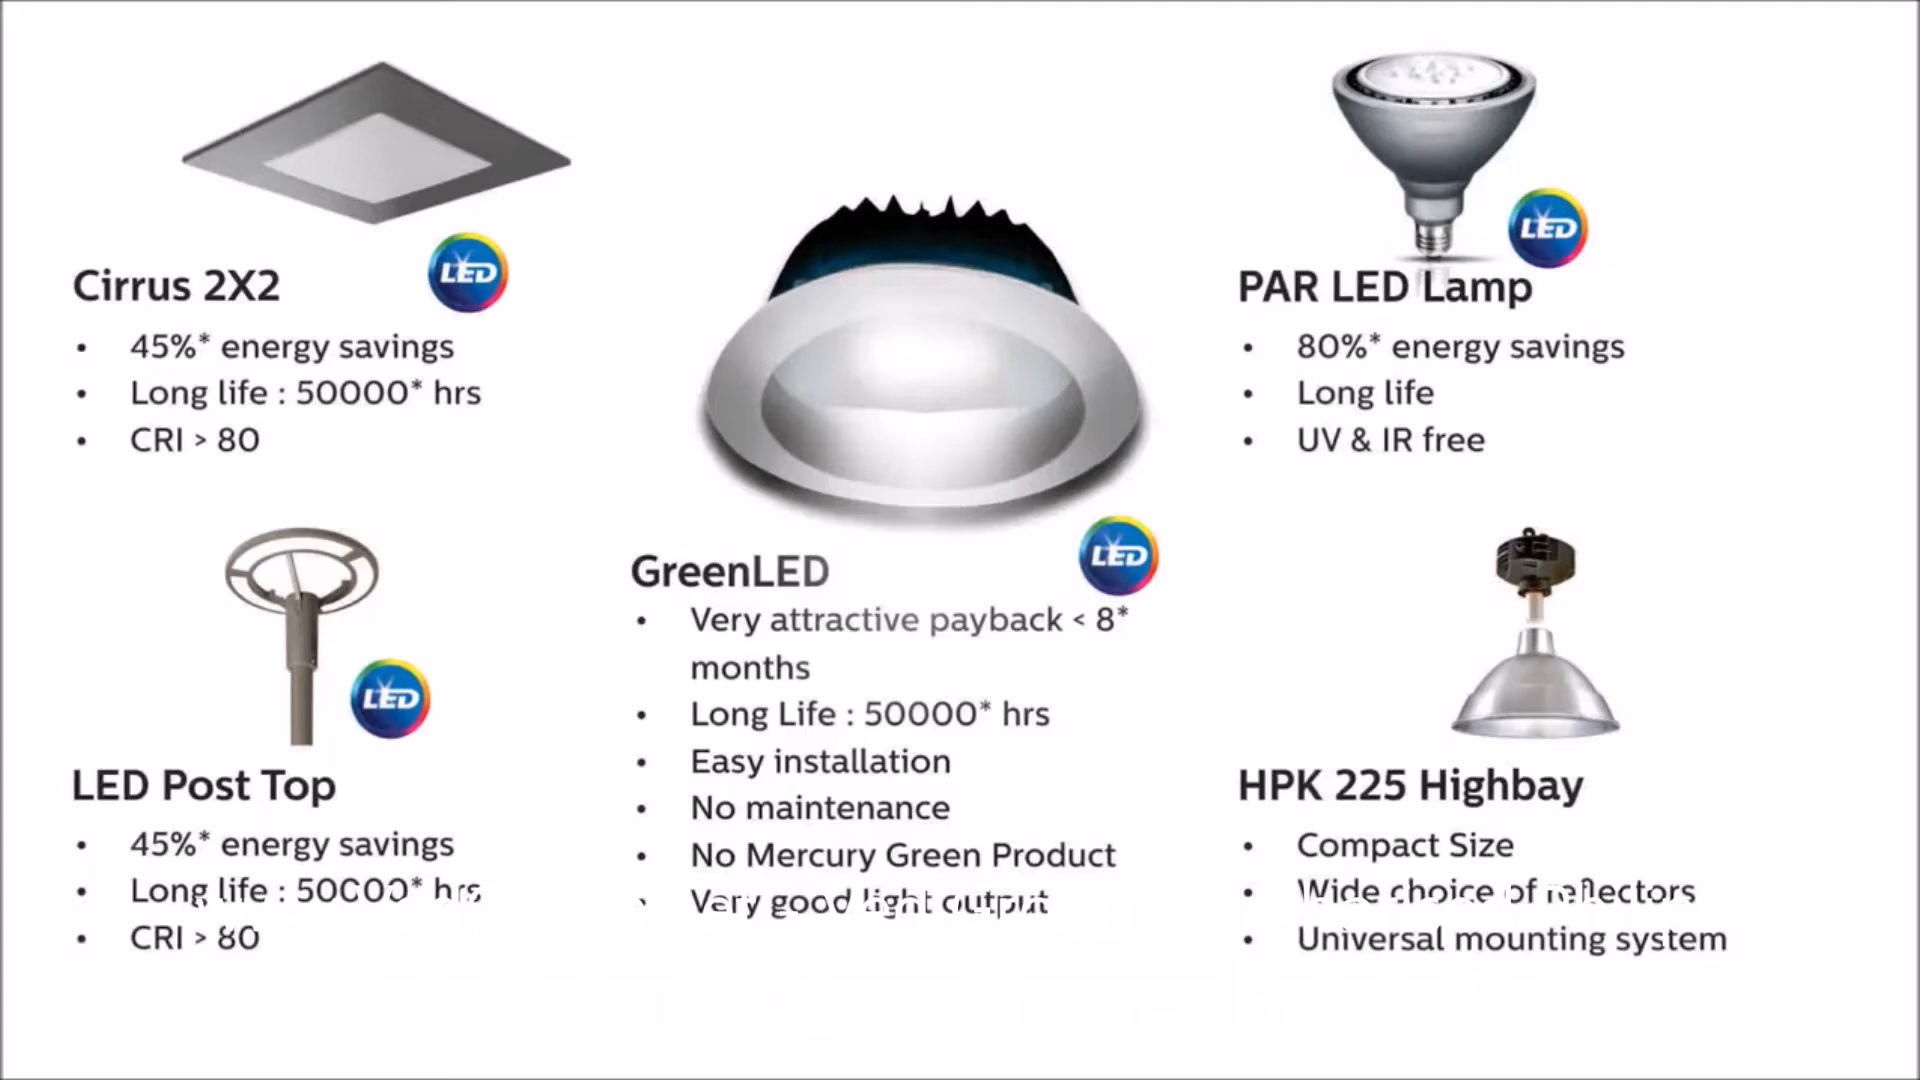 LED
Cirrus 2X2
• 45%* energy savings
• Long life : 50000* hrs
• CRI > 80
LED
LED Post Top
• 45%* energy savings
• Long life : 50000* hrs
• CRI > 80
LED
GreenLED
• Very attractive payback < 8*
months
• Long Life : 50000* hrs
• Easy installation
• No maintenance
• No Mercury Green Product
• Very good light output
LED
PAR LED Lamp
• 80%* energy savings
• Long life
• UV & IR free
HPK 225 Highbay
• Compact Size
• Wide choice of reflectors
• Universal mounting system